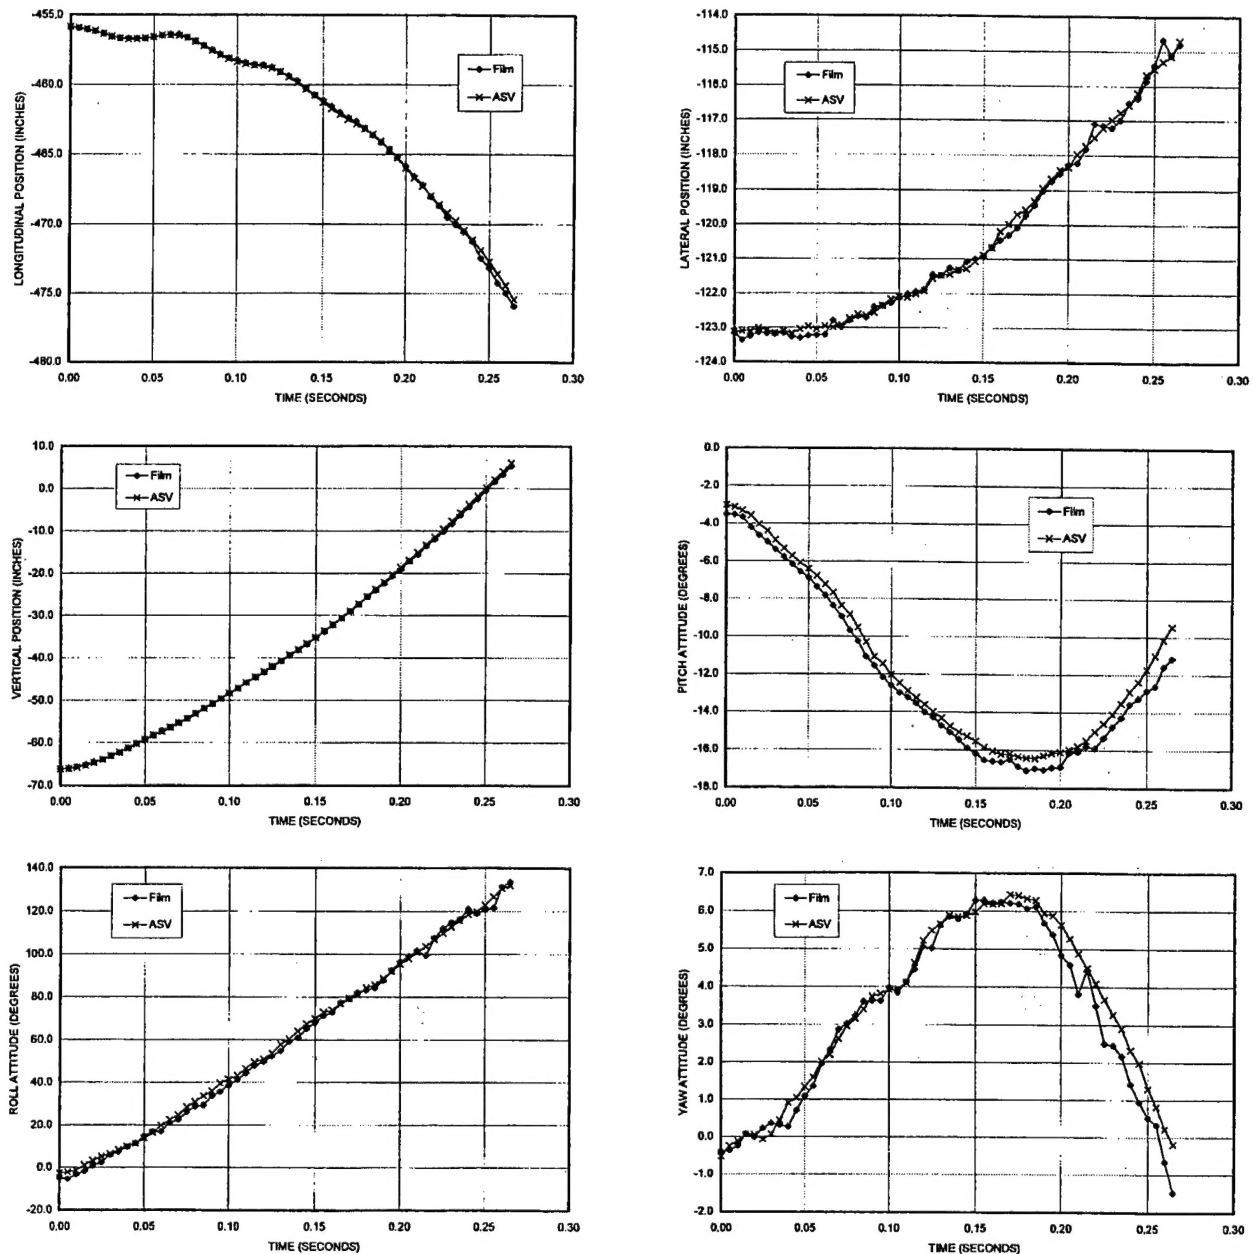 LONGITUDINAL POSITION (INCHES)
-455.0
-460.0
-465.0
-470.0
-475.0
-480.0
Film
ASV
0.00 0.05 0.10 0.15 0.20 0.25 0.30
TIME (SECONDS)
LATERAL POSITION (INCHES)
-114.0
-115.0
-116.0
-117.0
-118.0
-119.0
-120.0
-121.0
-122.0
-123.0
-124.0
Film
ASV
0.00 0.05 0.10 0.15 0.20 0.25 0.30
TIME (SECONDS)
VERTICAL POSITION (INCHES)
10.0
0.0
-10.0
-20.0
-30.0
-40.0
-50.0
-60.0
-70.0
Film
ASV
0.00 0.05 0.10 0.15 0.20 0.25 0.30
TIME (SECONDS)
PITCH ATTITUDE (DEGREES)
0.0
-2.0
-4.0
-6.0
-8.0
-10.0
-12.0
-14.0
-16.0
-18.0
Film
ASV
0.00 0.05 0.10 0.15 0.20 0.25 0.30
TIME (SECONDS)
ROLL ATTITUDE (DEGREES)
140.0
120.0
100.0
80.0
60.0
40.0
20.0
0.0
-20.0
Film
ASV
0.00 0.05 0.10 0.15 0.20 0.25 0.30
TIME (SECONDS)
YAW ATTITUDE (DEGREES)
7.0
6.0
5.0
4.0
3.0
2.0
1.0
0.0
-1.0
-2.0
Film
ASV
0.00 0.05 0.10 0.15 0.20 0.25 0.30
TIME (SECONDS)